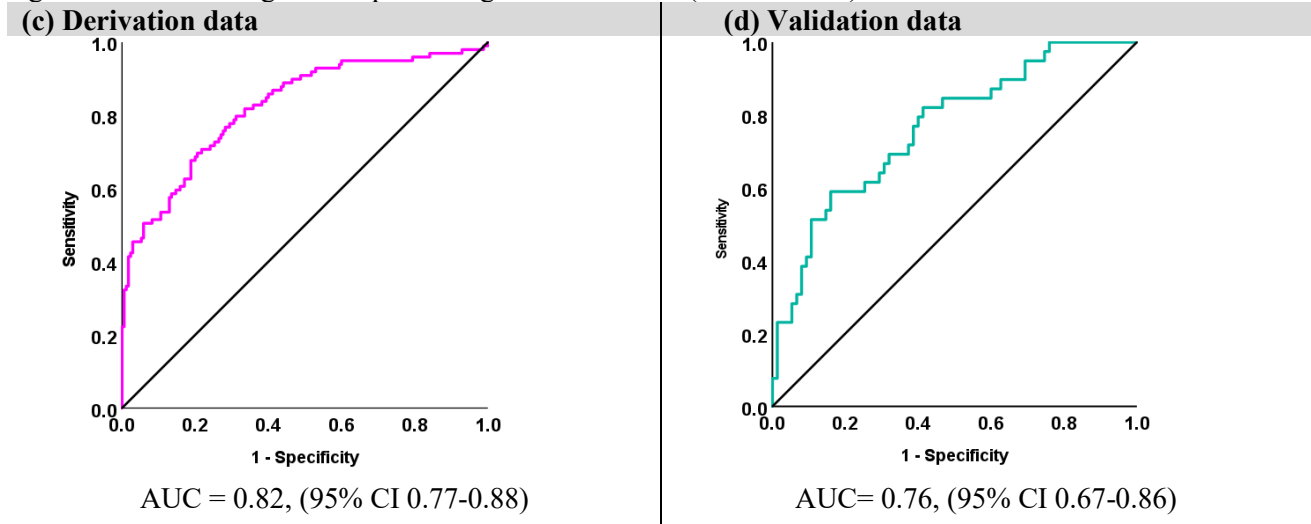 (c) Derivation data
(d) Validation data
1.0
0.8
0.6
0.4
0.2
0.0
Sensitivity
0.0 0.2 0.4 0.6 0.8 1.0
1 - Specificity
AUC = 0.82, (95% CI 0.77-0.88)
1.0
0.8
0.6
0.4
0.2
0.0
Sensitivity
0.0 0.2 0.4 0.6 0.8 1.0
1 - Specificity
AUC= 0.76, (95% CI 0.67-0.86)